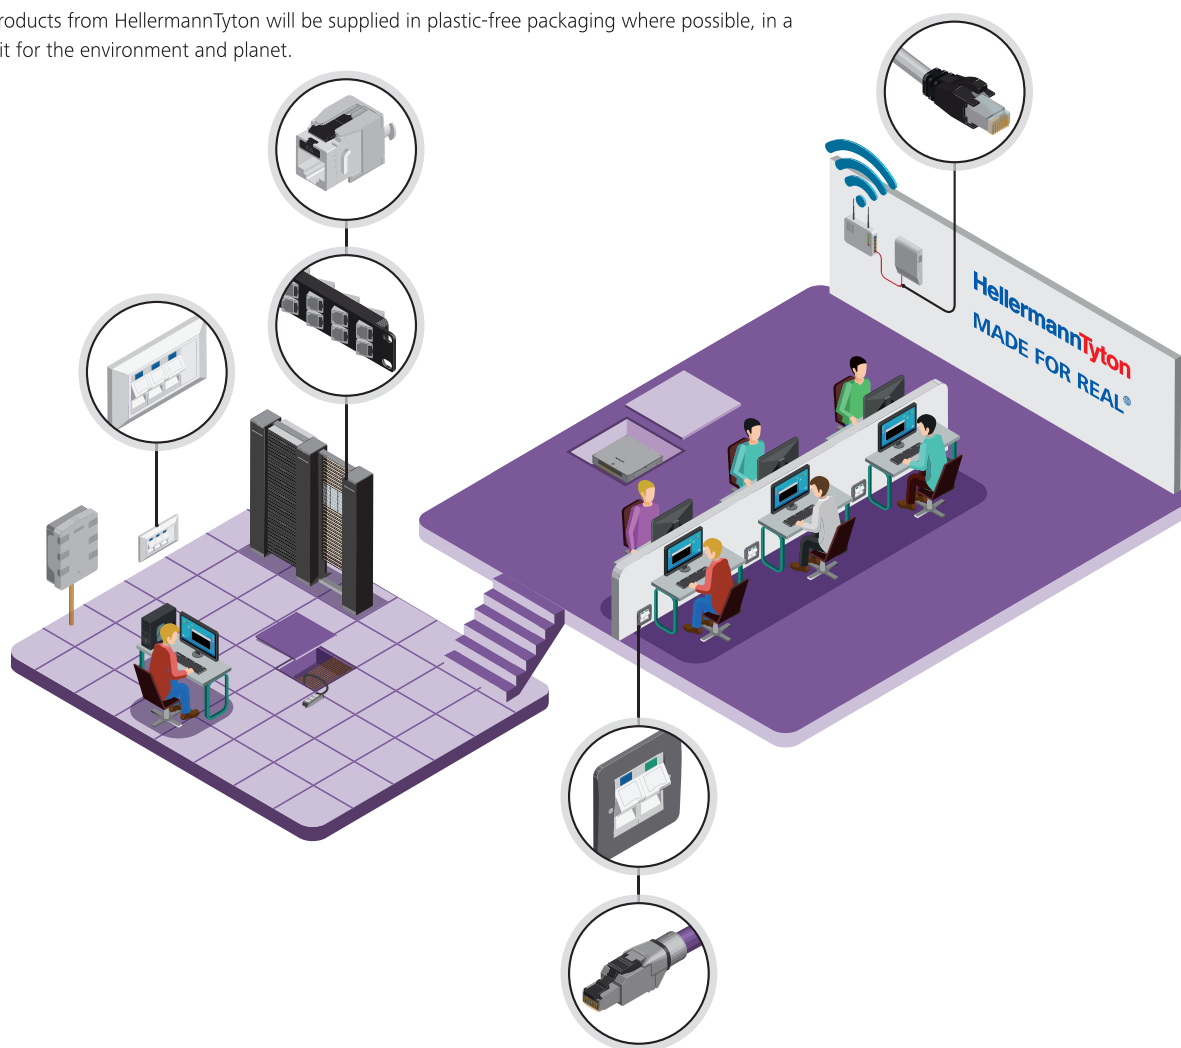 roducts from HellermannTyton will be supplied in plastic-free packaging where possible, in a
it for the environment and planet.
HellermannTyton
MADE FOR REAL®